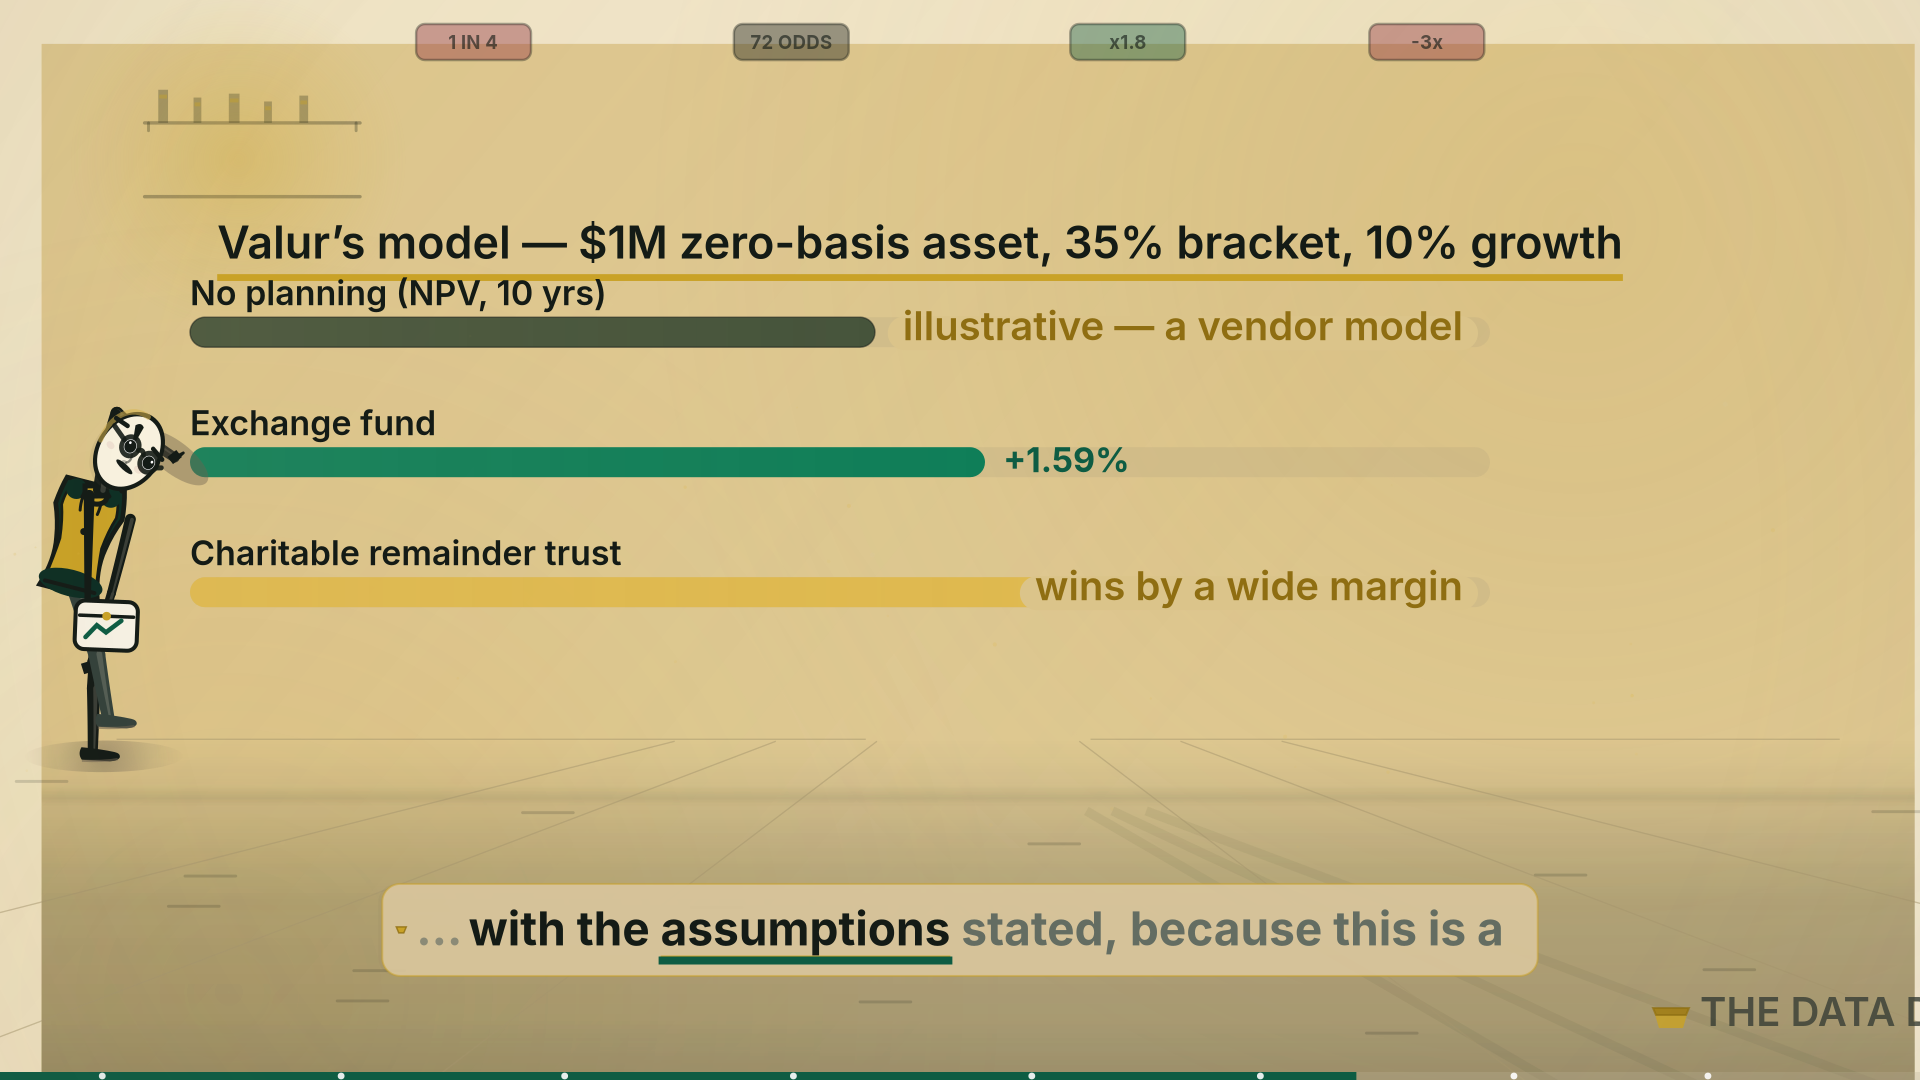 1 IN 4
72 ODDS
x1.8
-3x
Valur’s model — $1M zero-basis asset, 35% bracket, 10% growth
No planning (NPV, 10 yrs)
illustrative — a vendor model
Exchange fund
+1.59%
Charitable remainder trust
wins by a wide margin
... with the assumptions stated, because this is a
THE DATA